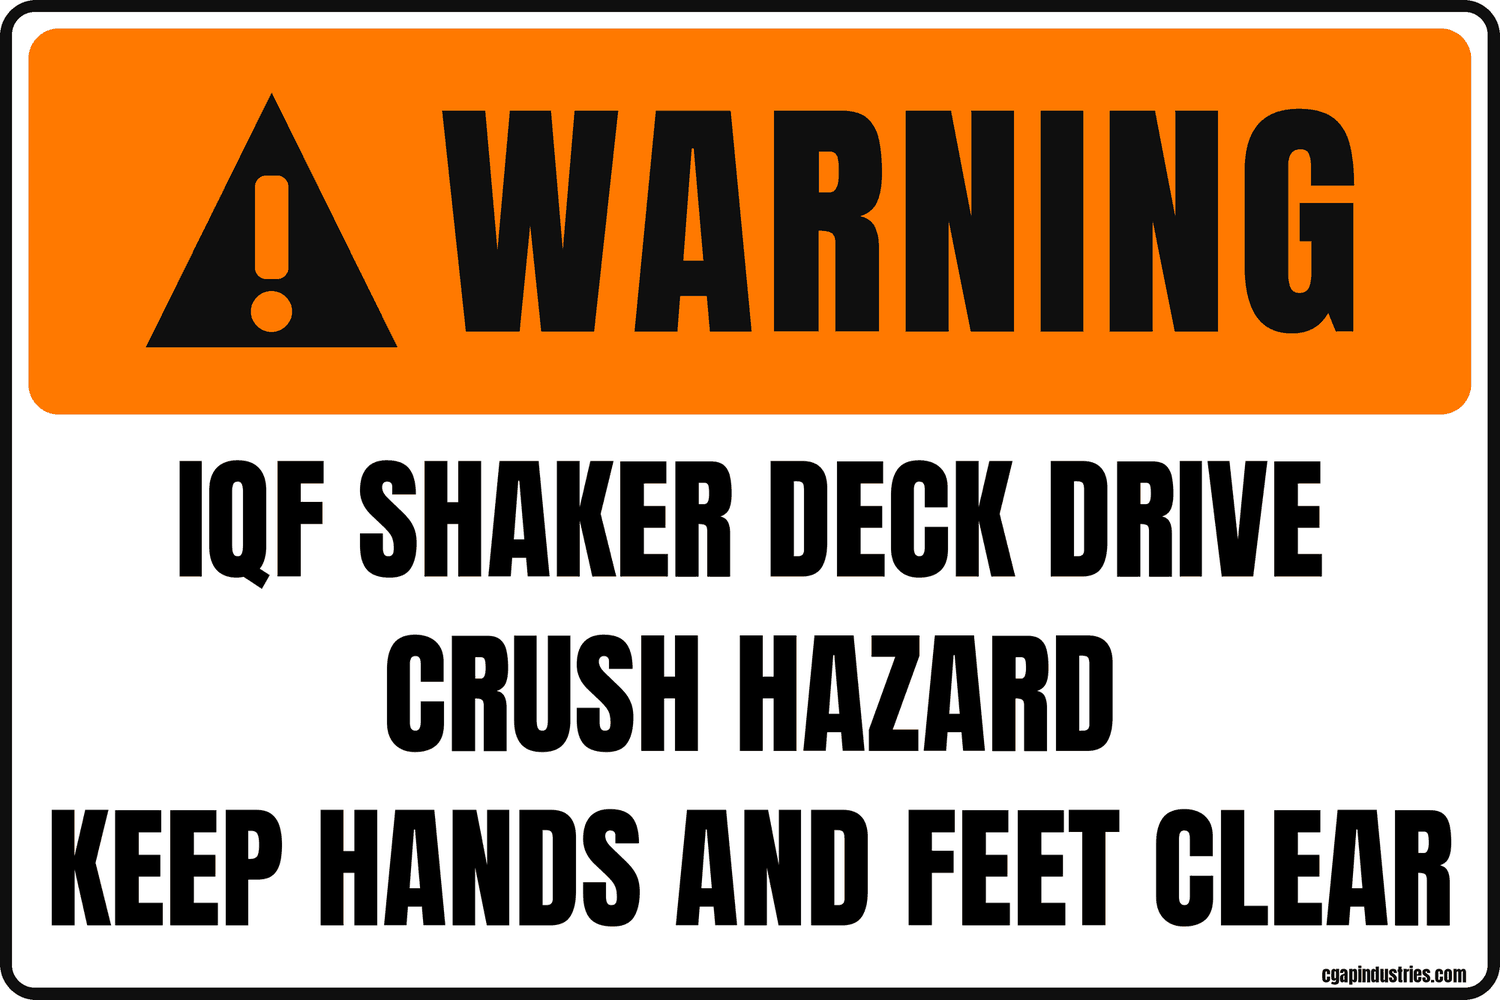 WARNING
IQF SHAKER DECK DRIVE
CRUSH HAZARD
KEEP HANDS AND FEET CLEAR
cgapindustries.com